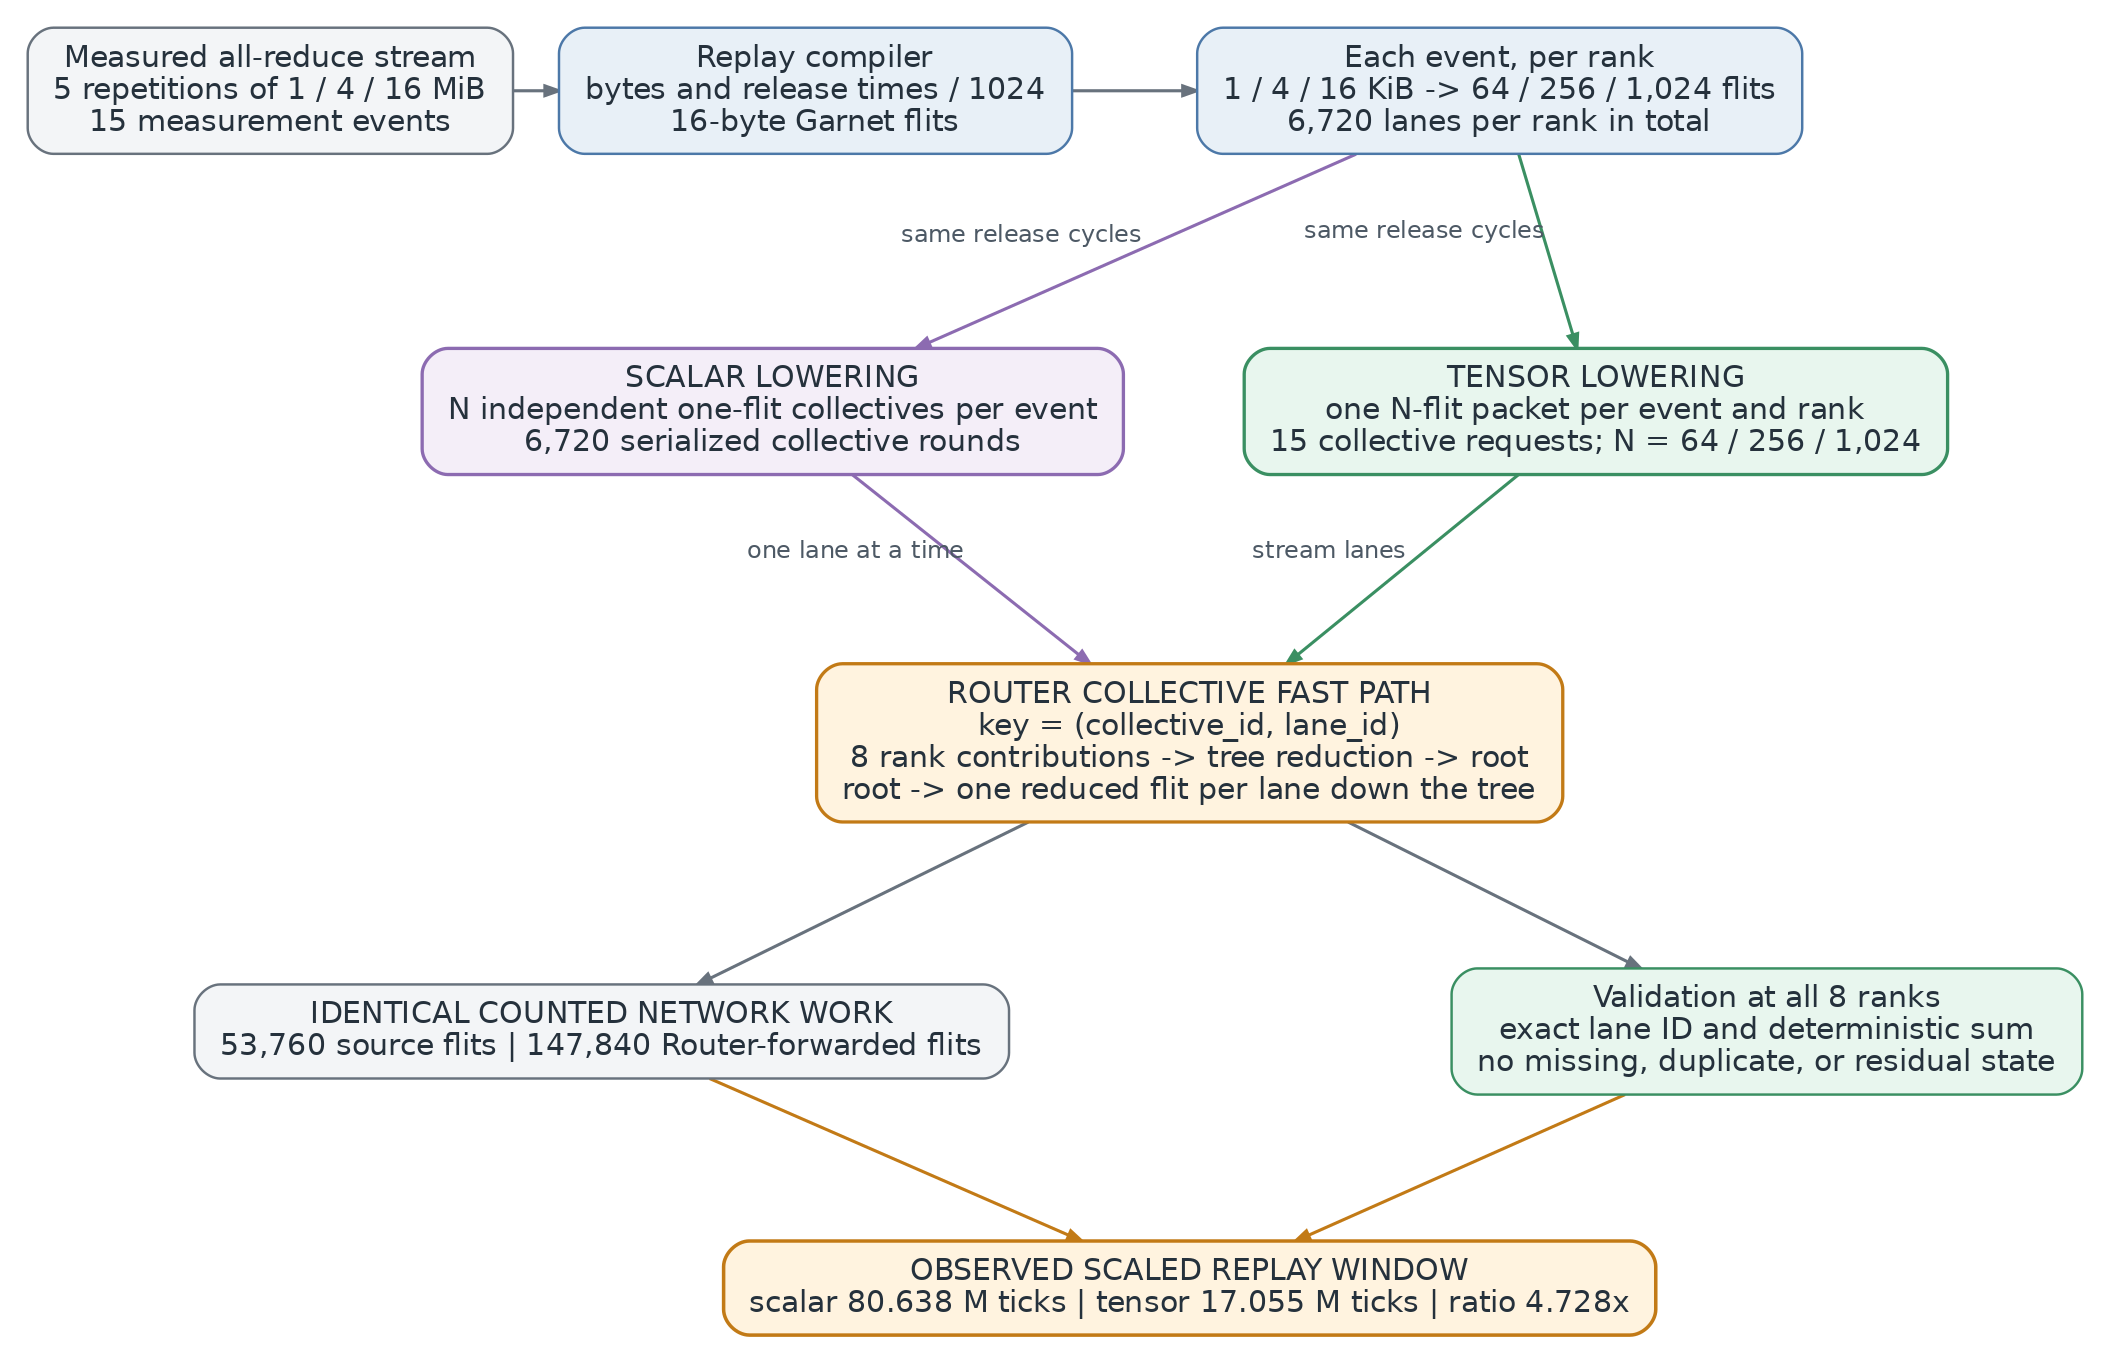 Measured all-reduce stream
5 repetitions of 1 / 4 / 16 MiB
15 measurement events
Replay compiler
bytes and release times / 1024
16-byte Garnet flits
Each event, per rank
1 / 4 / 16 KiB -> 64 / 256 / 1,024 flits
6,720 lanes per rank in total
same release cycles
same release cycles
SCALAR LOWERING
N independent one-flit collectives per event
6,720 serialized collective rounds
TENSOR LOWERING
one N-flit packet per event and rank
15 collective requests; N = 64 / 256 / 1,024
one lane at a time
stream lanes
ROUTER COLLECTIVE FAST PATH
key = (collective_id, lane_id)
8 rank contributions -> tree reduction -> root
root -> one reduced flit per lane down the tree
IDENTICAL COUNTED NETWORK WORK
53,760 source flits | 147,840 Router-forwarded flits
Validation at all 8 ranks
exact lane ID and deterministic sum
no missing, duplicate, or residual state
OBSERVED SCALED REPLAY WINDOW
scalar 80.638 M ticks | tensor 17.055 M ticks | ratio 4.728x